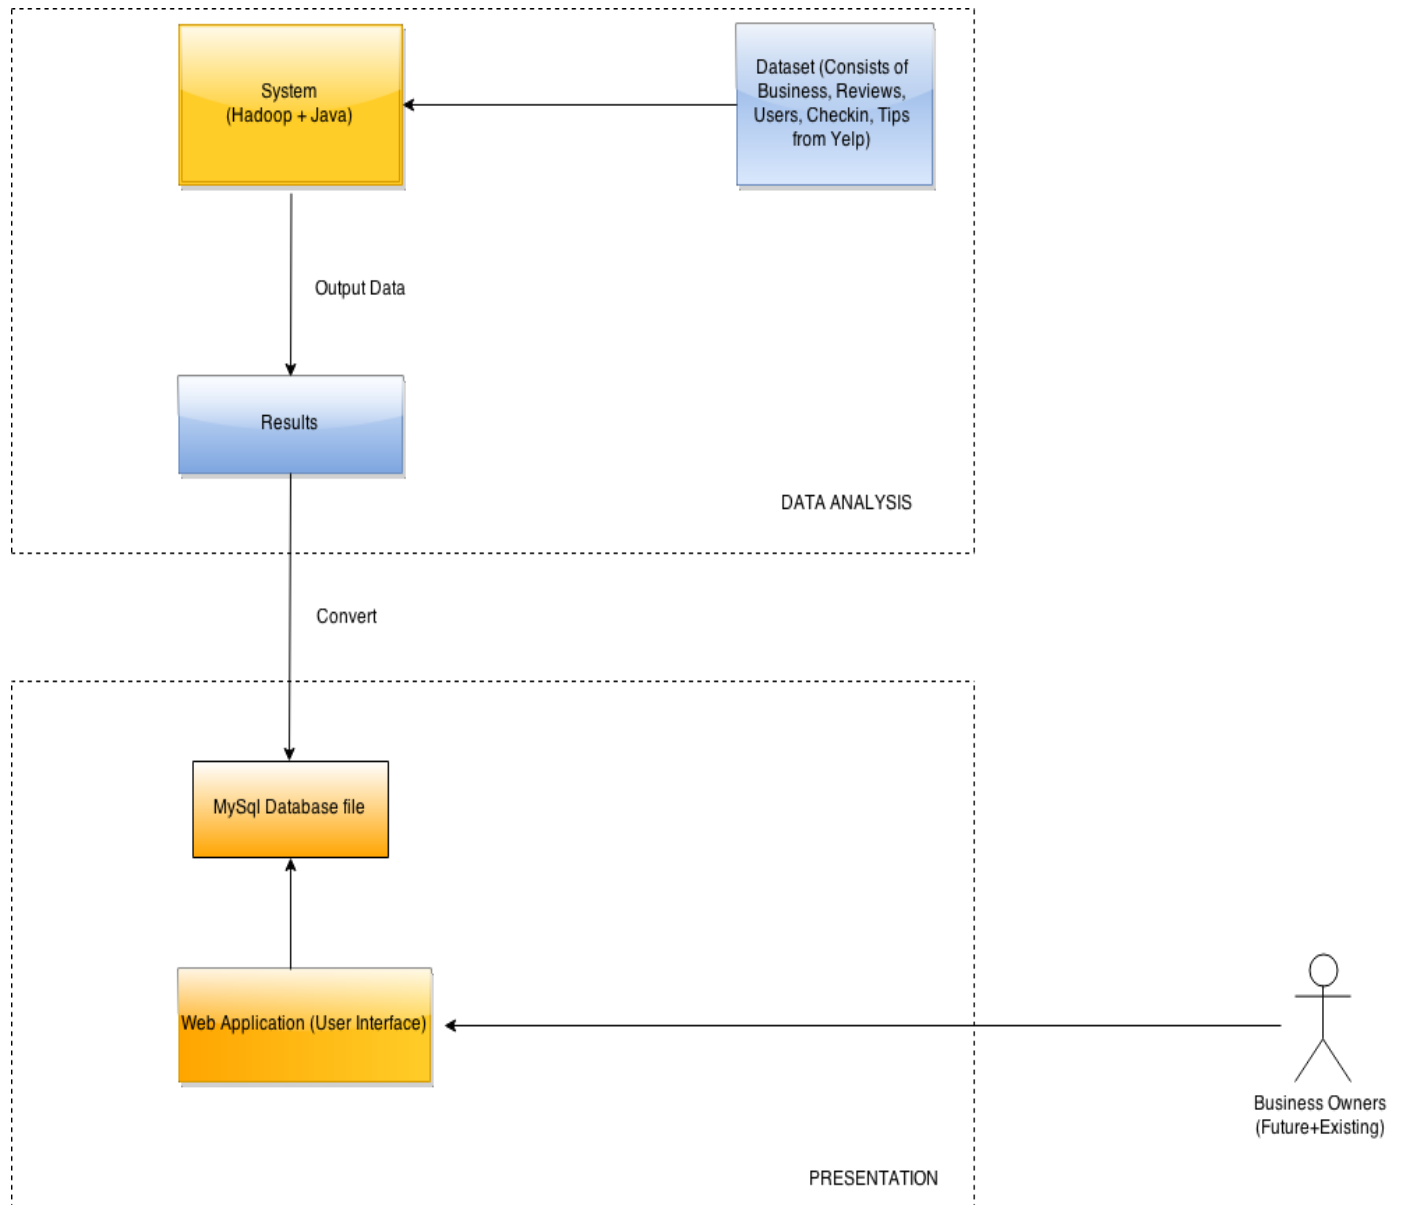 System
(Hadoop + Java)
Dataset (Consists of
Business, Reviews,
Users, Checkin, Tips
from Yelp)
Output Data
Results
DATA ANALYSIS
Convert
MySql Database file
Web Application (User Interface)
Business Owners
(Future+Existing)
PRESENTATION